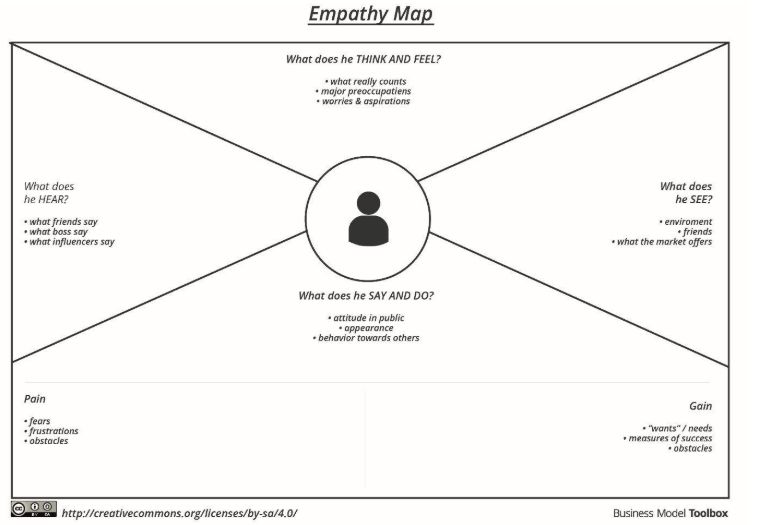 Empathy Map
What does he THINK AND FEEL?
• what really counts
• major preoccupatiens
• worries & aspirations
What does
he HEAR?
• what friends say
• what boss say
• what influencers say
What does
he SEE?
• enviroment
• friends
• what the market offers
What does he SAY AND DO?
• attitude in public
• appearance
• behavior towards others
Pain
• fears
• frustrations
• obstacles
Gain
• "wants" / needs
• measures of success
• obstacles
CC BY SA
http://creativecommons.org/licenses/by-sa/4.0/
Business Model Toolbox